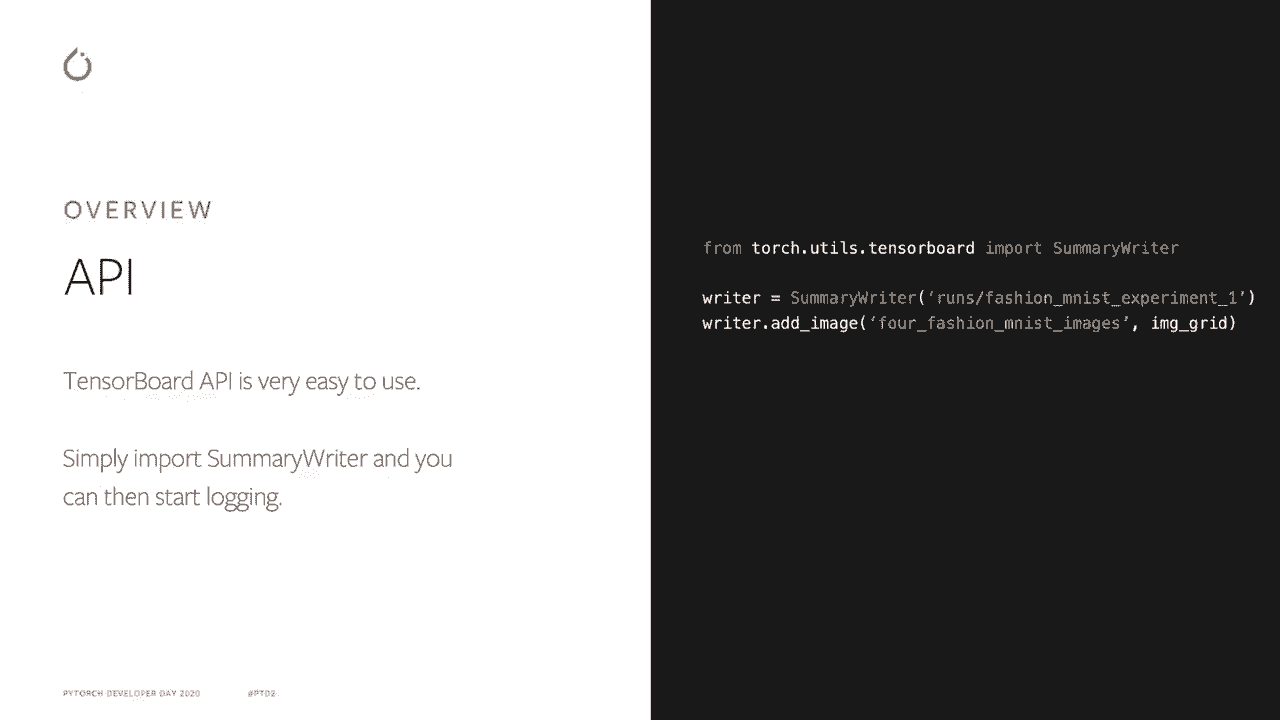 OVERVIEW
API
TensorBoard API is very easy to use.
Simply import SummaryWriter and you
can then start logging.
from torch.utils.tensorboard import SummaryWriter
writer = SummaryWriter(‘runs/fashion_mnist_experiment_1’)
writer.add_image(‘four_fashion_mnist_images’, img_grid)
PYTORCH DEVELOPER DAY 2020
#PTD2